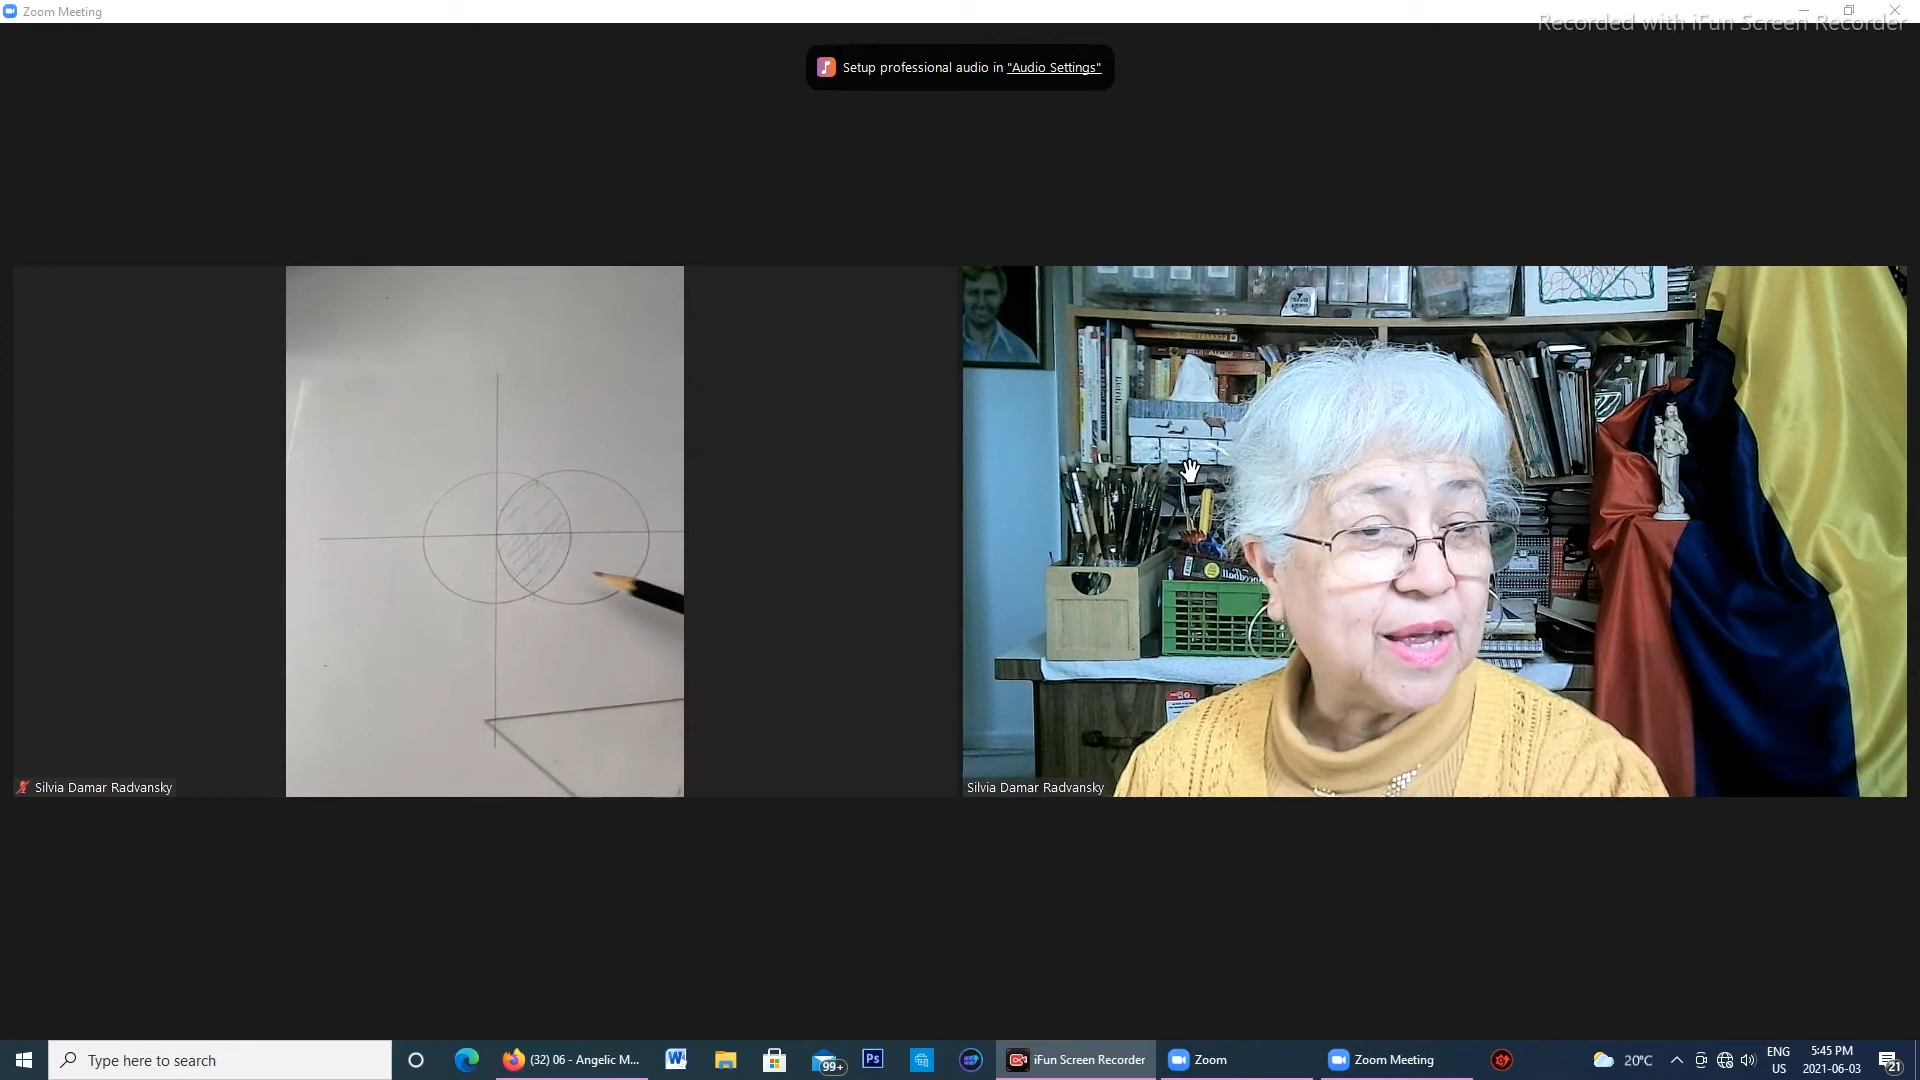 Zoom Meeting
Recorded with iFun Screen Recorder
Setup professional audio in "Audio Settings"
Silvia Damar Radvansky
Silvia Damar Radvansky
Type here to search
(32) 06 - Angelic M...
99+
Ps
iFun Screen Recorder
Zoom
Zoom Meeting
20°C
ENG
US
5:45 PM
2021-06-03
21